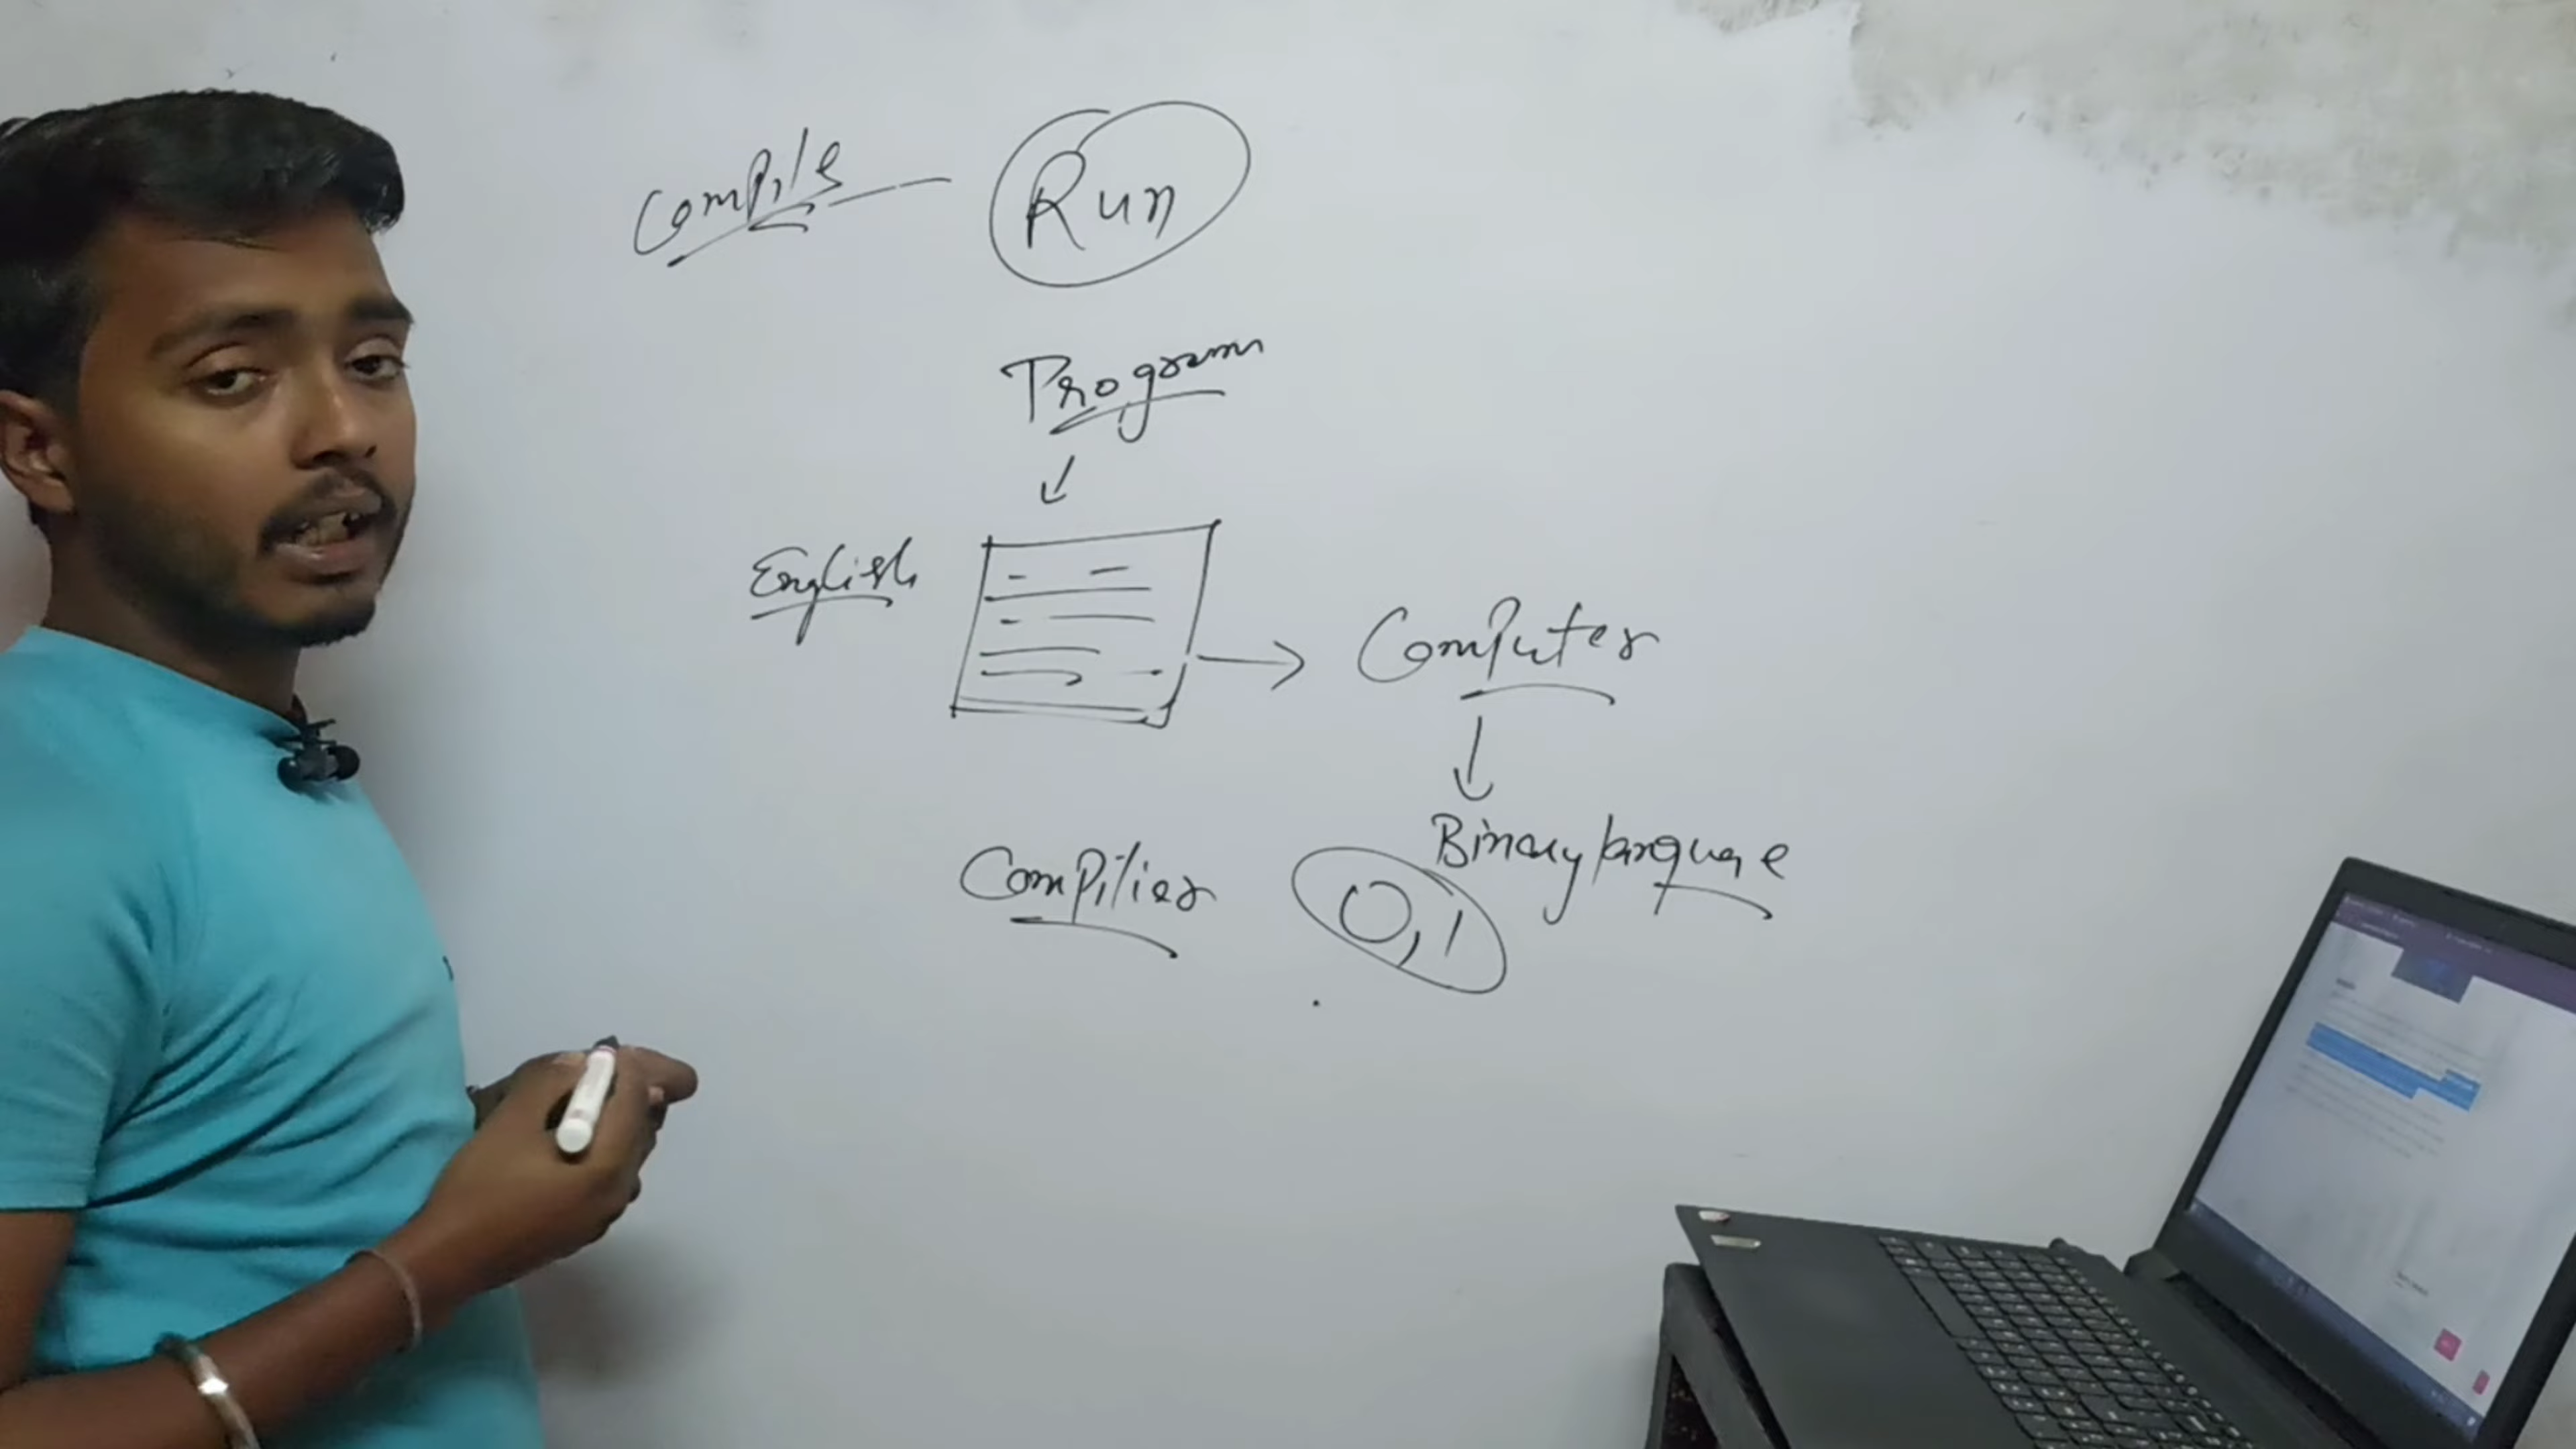 Compile — Run
Program
English
Computer
Binary language
Compilier
0,1